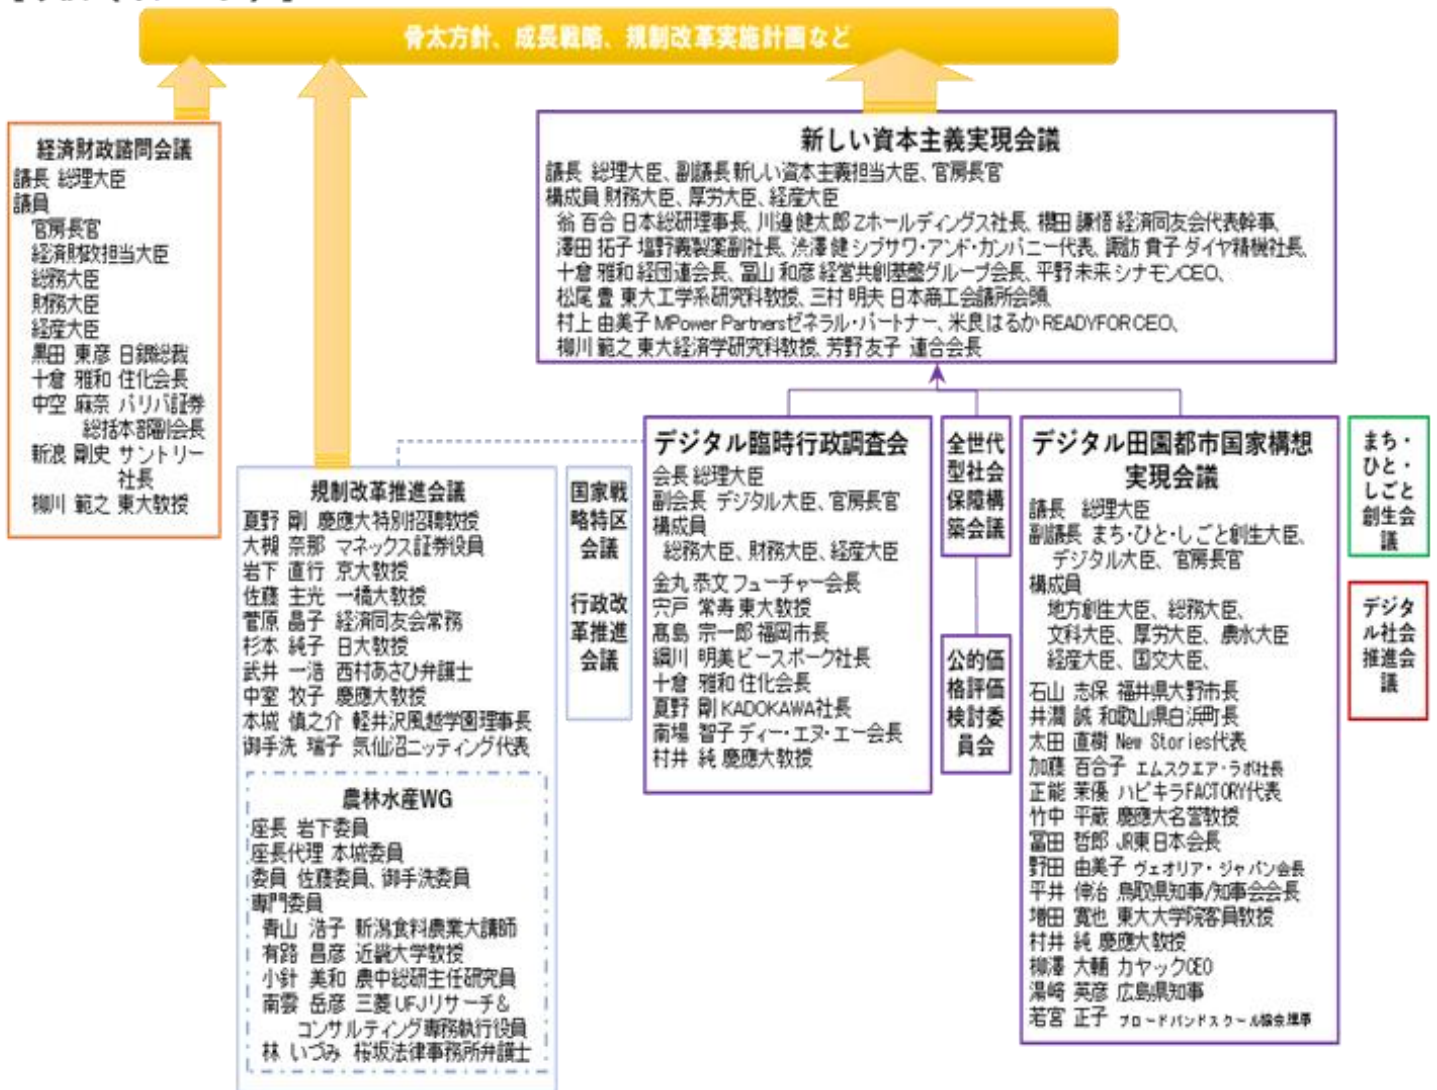 骨太方針、成長戦略、規制改革実施計画など
経済財政諮問会議
議長 総理大臣
議員
官房長官
経済財政担当大臣
総務大臣
財務大臣
経産大臣
黒田 東彦 日銀総裁
十倉 雅和 住化会長
中空 麻奈 パリバ証券
総括本部副会長
新浪 剛史 サントリー
社長
柳川 範之 東大教授
新しい資本主義実現会議
議長 総理大臣、副議長 新しい資本主義担当大臣、官房長官
構成員 財務大臣、厚労大臣、経産大臣
翁 百合 日本総研理事長、川邉 健太郎 Zホールディングス社長、櫻田 謙悟 経済同友会代表幹事、
澤田 拓子 塩野義製薬副社長、渋澤 健 シブサワ・アンド・カンパニー代表、諏訪 貴子 ダイヤ精機社長、
十倉 雅和 経団連会長、冨山 和彦 経営共創基盤グループ会長、平野 未来 シナモンCEO、
松尾 豊 東大工学系研究科教授、三村 明夫 日本商工会議所会頭、
村上 由美子 MPower Partnersゼネラル・パートナー、米良 はるか READYFOR CEO、
柳川 範之 東大経済学研究科教授、芳野 友子 連合会長
規制改革推進会議
夏野 剛 慶應大特別招聘教授
大槻 奈那 マネックス証券役員
岩下 直行 京大教授
佐藤 主光 一橋大教授
菅原 晶子 経済同友会常務
杉本 純子 日大教授
武井 一浩 西村あさひ弁護士
中室 牧子 慶應大教授
本城 慎之介 軽井沢風越学園理事長
御手洗 瑞子 気仙沼ニッティング代表
農林水産WG
座長 岩下委員
座長代理 本城委員
委員 佐藤委員、御手洗委員
専門委員
青山 浩子 新潟食料農業大講師
有路 昌彦 近畿大学教授
小針 美和 農中総研主任研究員
南雲 岳彦 三菱UFJリサーチ&
コンサルティング専務執行役員
林 いづみ 桜坂法律事務所弁護士
国家戦
略特区
会議
行政改
革推進
会議
デジタル臨時行政調査会
会長 総理大臣
副会長 デジタル大臣、官房長官
構成員
総務大臣、財務大臣、経産大臣
金丸 恭文 フューチャー会長
宍戸 常寿 東大教授
髙島 宗一郎 福岡市長
綱川 明美 ビースポーク社長
十倉 雅和 住化会長
夏野 剛 KADOKAWA社長
南場 智子 ディー・エヌ・エー会長
村井 純 慶應大教授
全世代
型社会
保障構
築会議
公的価
格評価
検討委
員会
デジタル田園都市国家構想
実現会議
議長 総理大臣
副議長 まち・ひと・しごと創生大臣、
デジタル大臣、官房長官
構成員
地方創生大臣、総務大臣、
文科大臣、厚労大臣、農水大臣
経産大臣、国交大臣、
石山 志保 福井県大野市長
井澗 誠 和歌山県白浜町長
太田 直樹 New Stories代表
加藤 百合子 エムスクエア・ラボ社長
正能 茉優 ハピキラFACTORY代表
竹中 平蔵 慶應大名誉教授
冨田 哲郎 JR東日本会長
野田 由美子 ヴェオリア・ジャパン会長
平井 伸治 鳥取県知事/知事会会長
増田 寛也 東大大学院客員教授
村井 純 慶應大教授
柳澤 大輔 カヤックCEO
湯﨑 英彦 広島県知事
若宮 正子 ブロードバンドスクール協会理事
まち・
ひと・
しごと
創生会
議
デジタ
ル社会
推進会
議